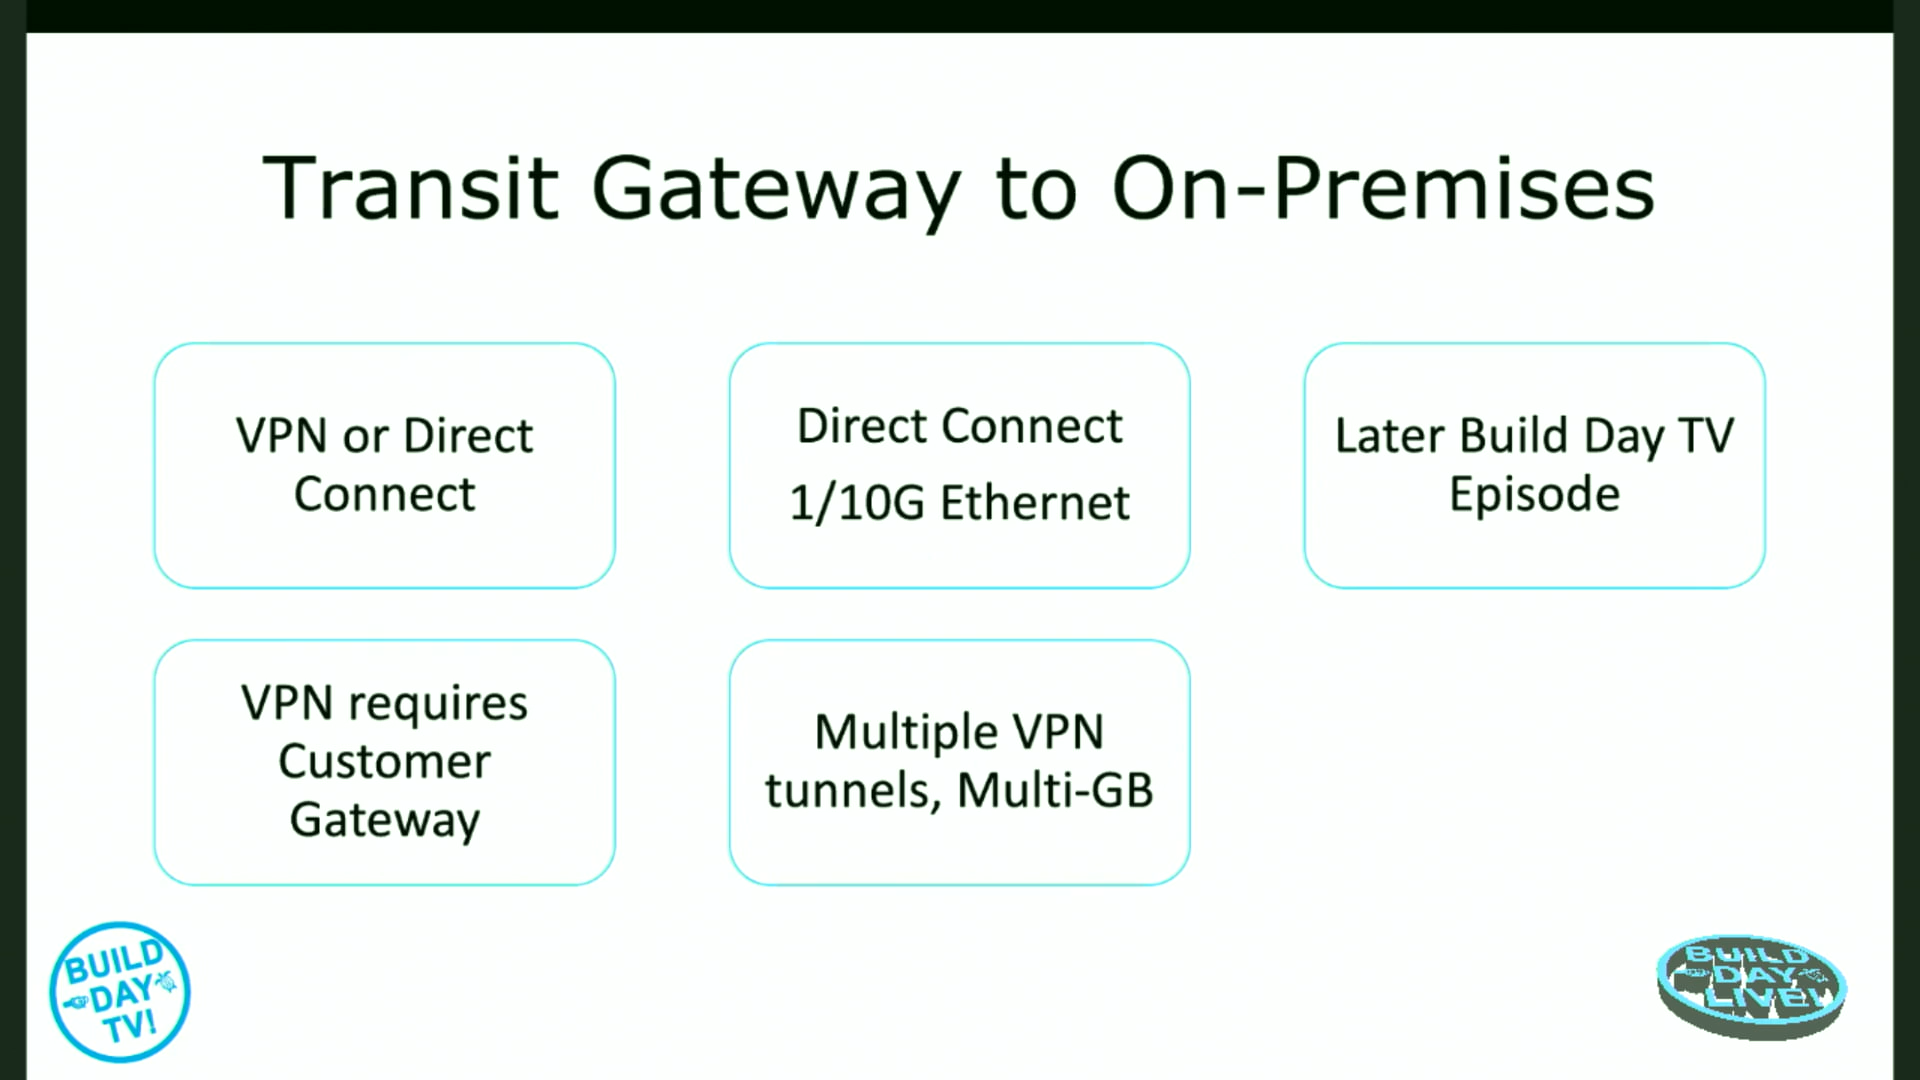 Transit Gateway to On-Premises
VPN or Direct
Connect
Direct Connect
1/10G Ethernet
Later Build Day TV
Episode
VPN requires
Customer
Gateway
Multiple VPN
tunnels, Multi-GB
BUILD
DAY
TV!
BUILD
DAY
LIVE!